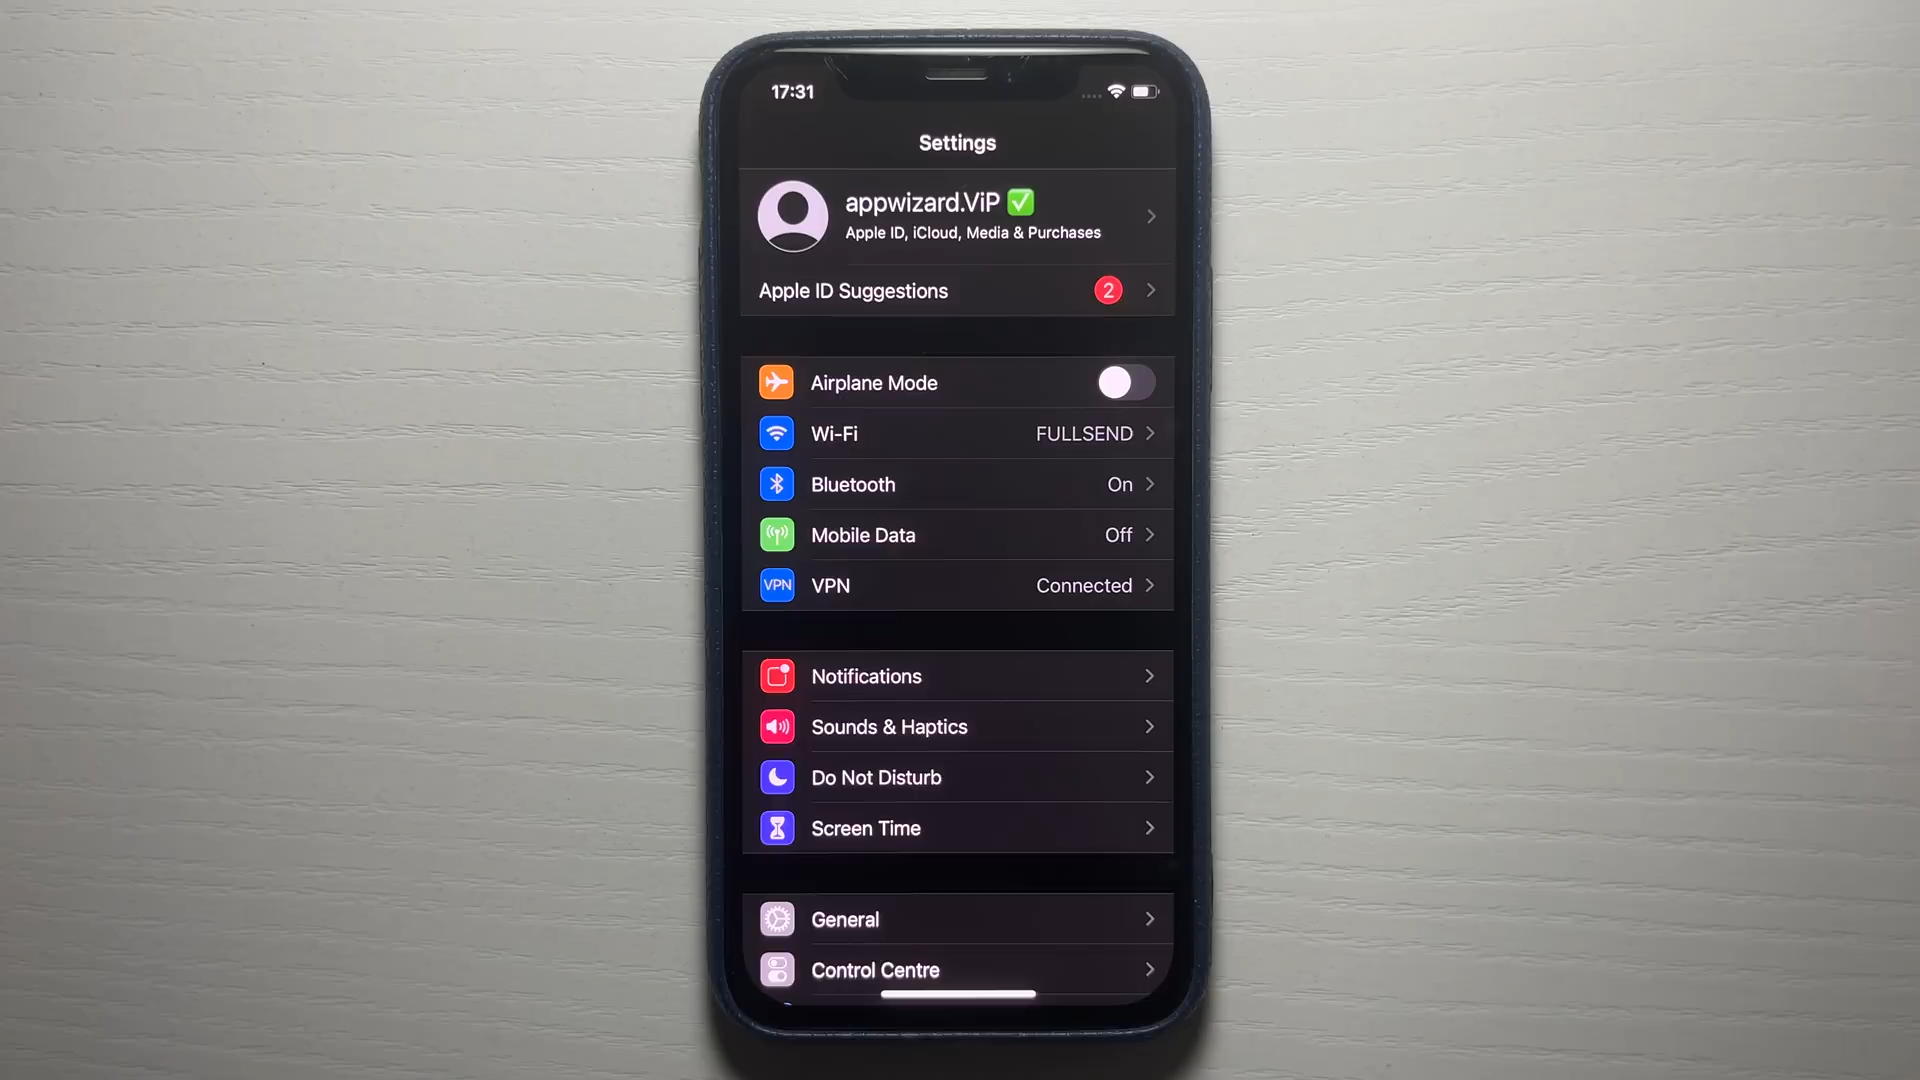 17:31
Settings
appwizard.ViP ✅
Apple ID, iCloud, Media & Purchases
Apple ID Suggestions 2
Airplane Mode
Wi-Fi FULLSEND
Bluetooth On
Mobile Data Off
VPN VPN Connected
Notifications
Sounds & Haptics
Do Not Disturb
Screen Time
General
Control Centre